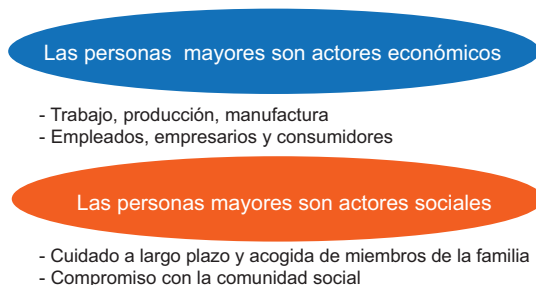 Las personas mayores son actores económicos
- Trabajo, producción, manufactura
- Empleados, empresarios y consumidores
Las personas mayores son actores sociales
- Cuidado a largo plazo y acogida de miembros de la familia
- Compromiso con la comunidad social